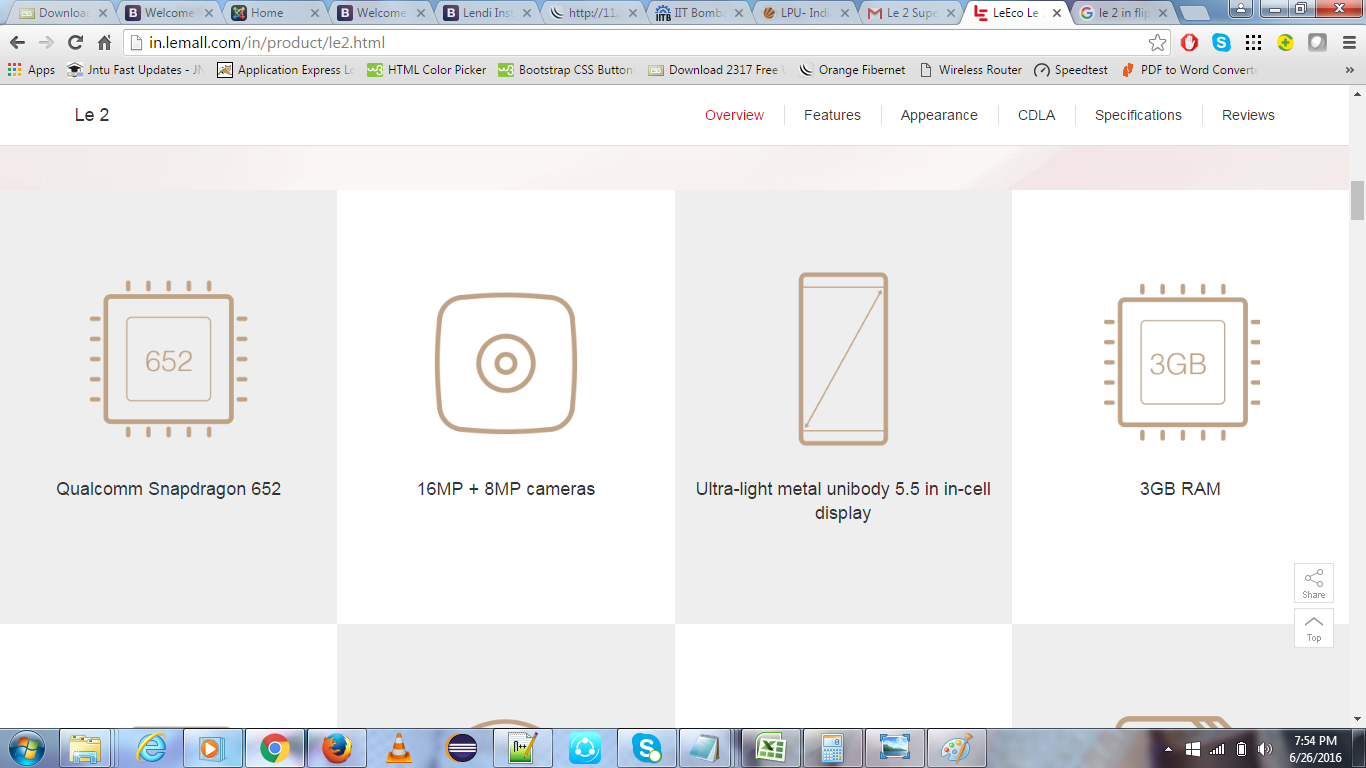 Download
Welcome
Home
Welcome
Lendi Inst
http://11
IIT Bomba
LPU- Indi
Le 2 Supe
LeEco Le
le 2 in flip
in.lemall.com/in/product/le2.html
Apps
Jntu Fast Updates - JN
Application Express Lo
HTML Color Picker
Bootstrap CSS Button
Download 2317 Free
Orange Fibernet
Wireless Router
Speedtest
PDF to Word Convert
Le 2
Overview
Features
Appearance
CDLA
Specifications
Reviews
652
3GB
Qualcomm Snapdragon 652
16MP + 8MP cameras
Ultra-light metal unibody 5.5 in in-cell
display
3GB RAM
Share
Top
7:54 PM
6/26/2016